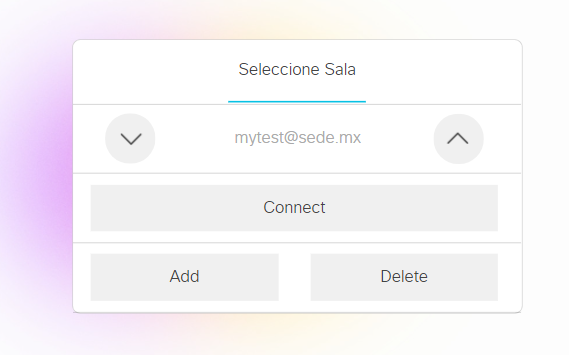 Seleccione Sala
mytest@sede.mx
Connect
Add
Delete